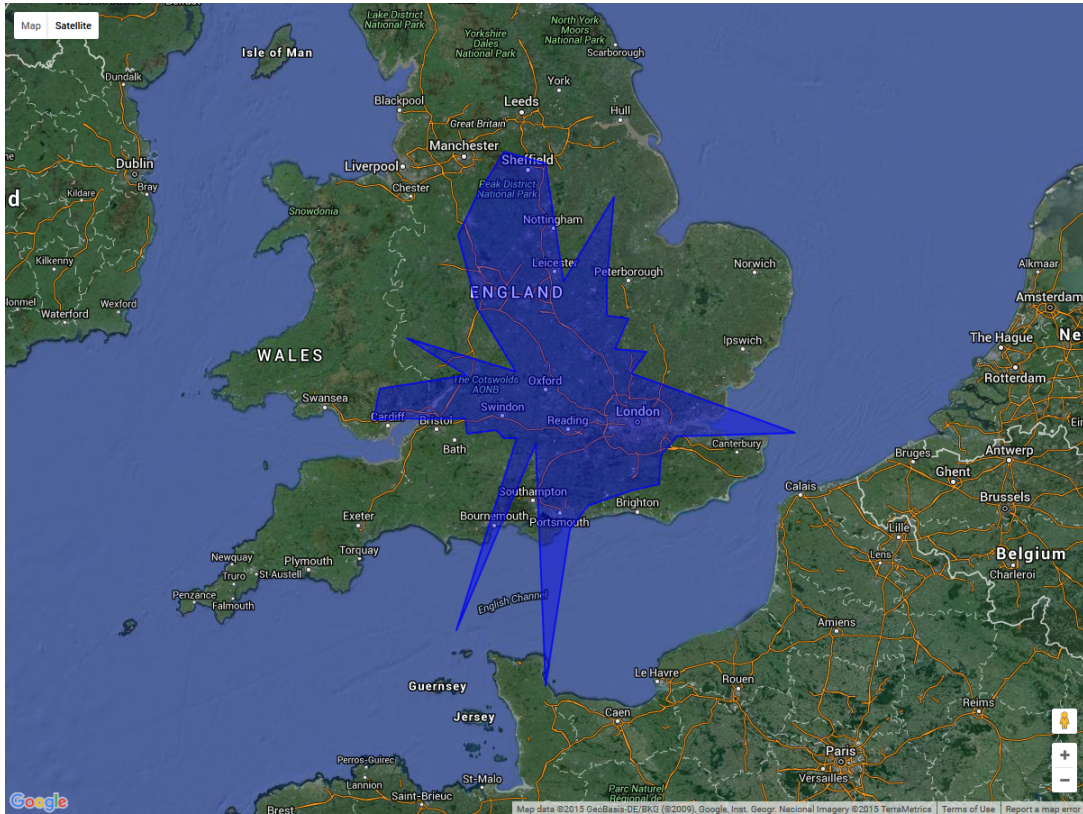 Map
Satellite
Lake District
National Park
North York
Moors
National Park
Yorkshire
Dales
National Park
Isle of Man
Scarborough
Dundalk
York
Blackpool
Leeds
Hull
Great Britain
Manchester
Dublin
Liverpool
Sheffield
Bray
Chester
Peak District
National Park
Kildare
d
Snowdonia
Nottingham
Kilkenny
Leicester
Peterborough
Norwich
Alkmaar
ENGLAND
Amsterdam
Wexford
Waterford
Ipswich
The Hague
Ne
WALES
Rotterdam
The Cotswolds
AONB
Oxford
Swansea
Swindon
London
Cardiff
Bristol
Reading
Bath
Canterbury
Bruges
Antwerp
Ghent
Calais
Southampton
Brussels
Brighton
Exeter
Bournemouth
Portsmouth
Lille
Torquay
Lens
Belgium
Newquay
Plymouth
Charleroi
Truro
St Austell
Penzance
Falmouth
English Channel
Amiens
Le Havre
Rouen
Guernsey
Reims
Jersey
Caen
Paris
Perros-Guirec
Versailles
St-Malo
Lannion
Saint-Brieuc
Parc Naturel
Régional de
Brest
Google
Map data ©2015 GeoBasis-DE/BKG (©2009), Google, Inst. Geogr. Nacional Imagery ©2015 TerraMetrics
Terms of Use
Report a map error